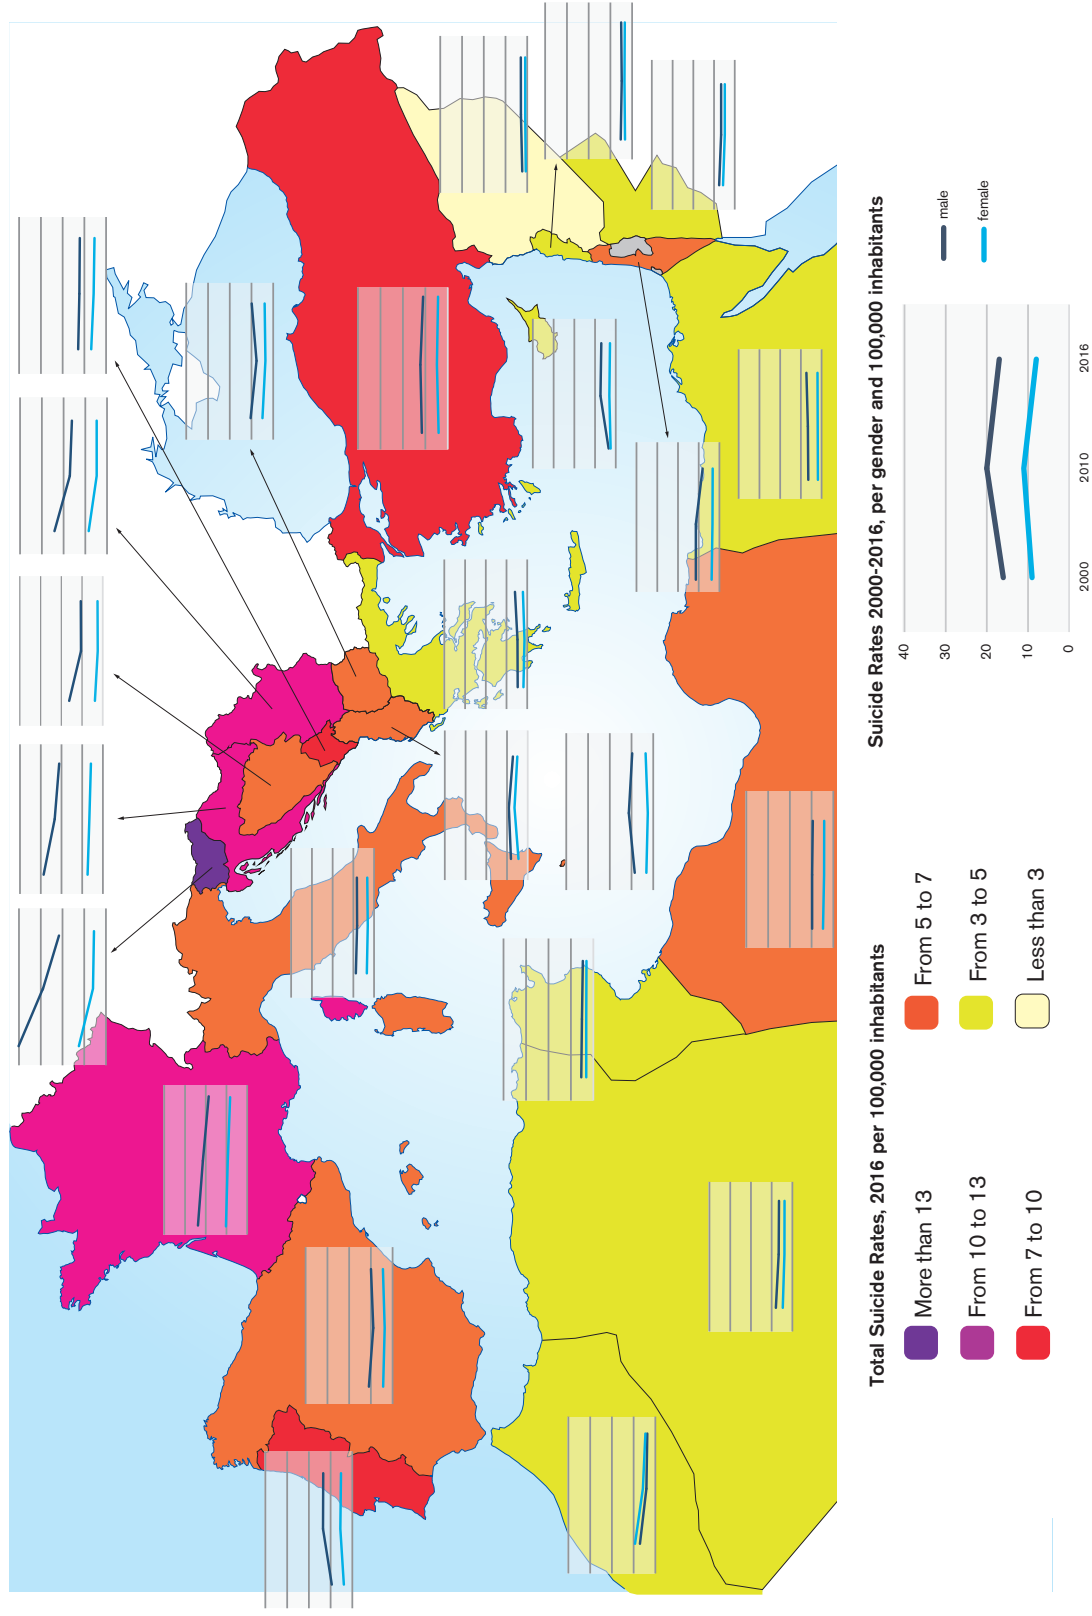 Total Suicide Rates, 2016 per 100,000 inhabitants
More than 13
From 10 to 13
From 7 to 10
From 5 to 7
From 3 to 5
Less than 3
Suicide Rates 2000-2016, per gender and 100,000 inhabitants
40
30
20
10
0
2000
2010
2016
male
female